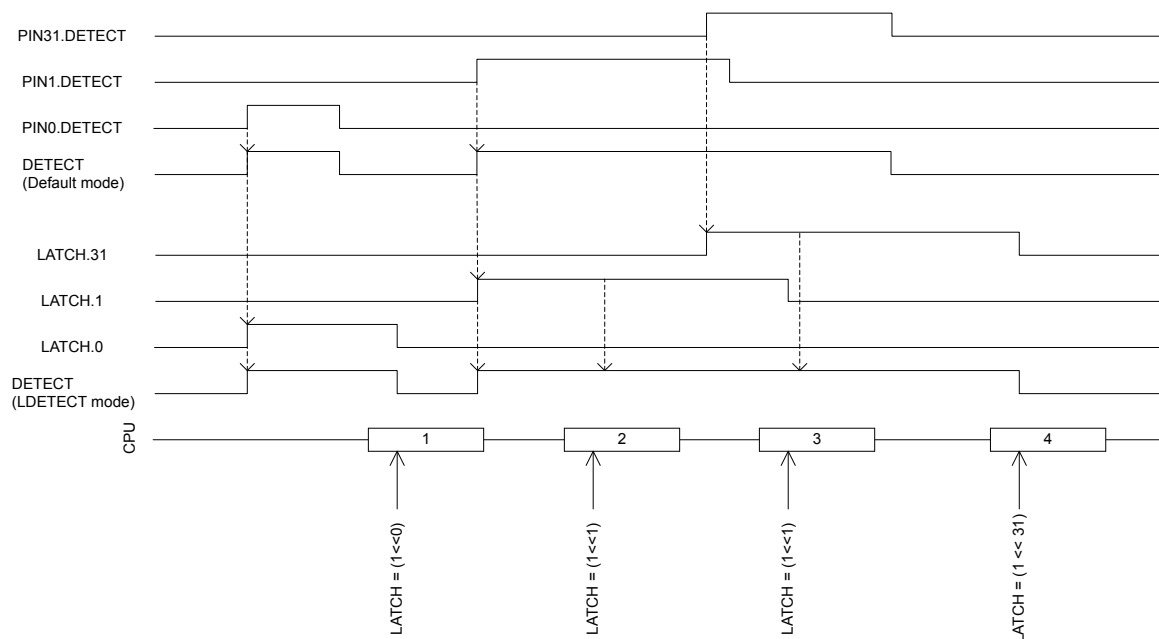 PIN31.DETECT
PIN1.DETECT
PIN0.DETECT
DETECT
(Default mode)
LATCH.31
LATCH.1
LATCH.0
DETECT
(LDETECT mode)
CPU
1
2
3
4
LATCH = (1<<0)
LATCH = (1<<1)
LATCH = (1<<1)
ATCH = (1 << 31)